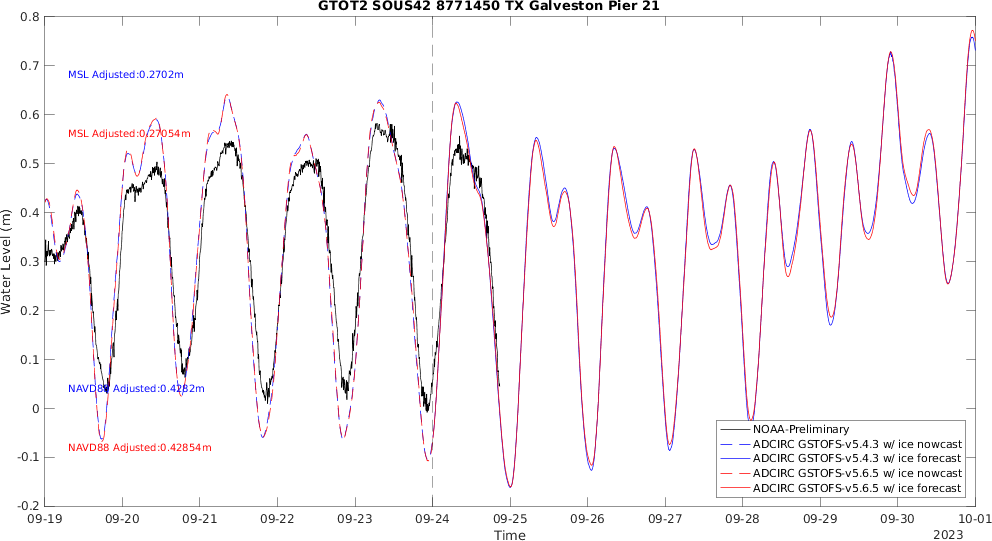 GTOT2 SOUS42 8771450 TX Galveston Pier 21
0.8
0.7
0.6
0.5
0.4
0.3
0.2
0.1
0
-0.1
-0.2
Water Level (m)
MSL Adjusted:0.2702m
MSL Adjusted:0.27054m
NAVD88 Adjusted:0.4282m
NAVD88 Adjusted:0.42854m
NOAA-Preliminary
ADCIRC GSTOFS-v5.4.3 w/ ice nowcast
ADCIRC GSTOFS-v5.4.3 w/ ice forecast
ADCIRC GSTOFS-v5.6.5 w/ ice nowcast
ADCIRC GSTOFS-v5.6.5 w/ ice forecast
09-19 09-20 09-21 09-22 09-23 09-24 09-25 09-26 09-27 09-28 09-29 09-30 10-01
Time
2023